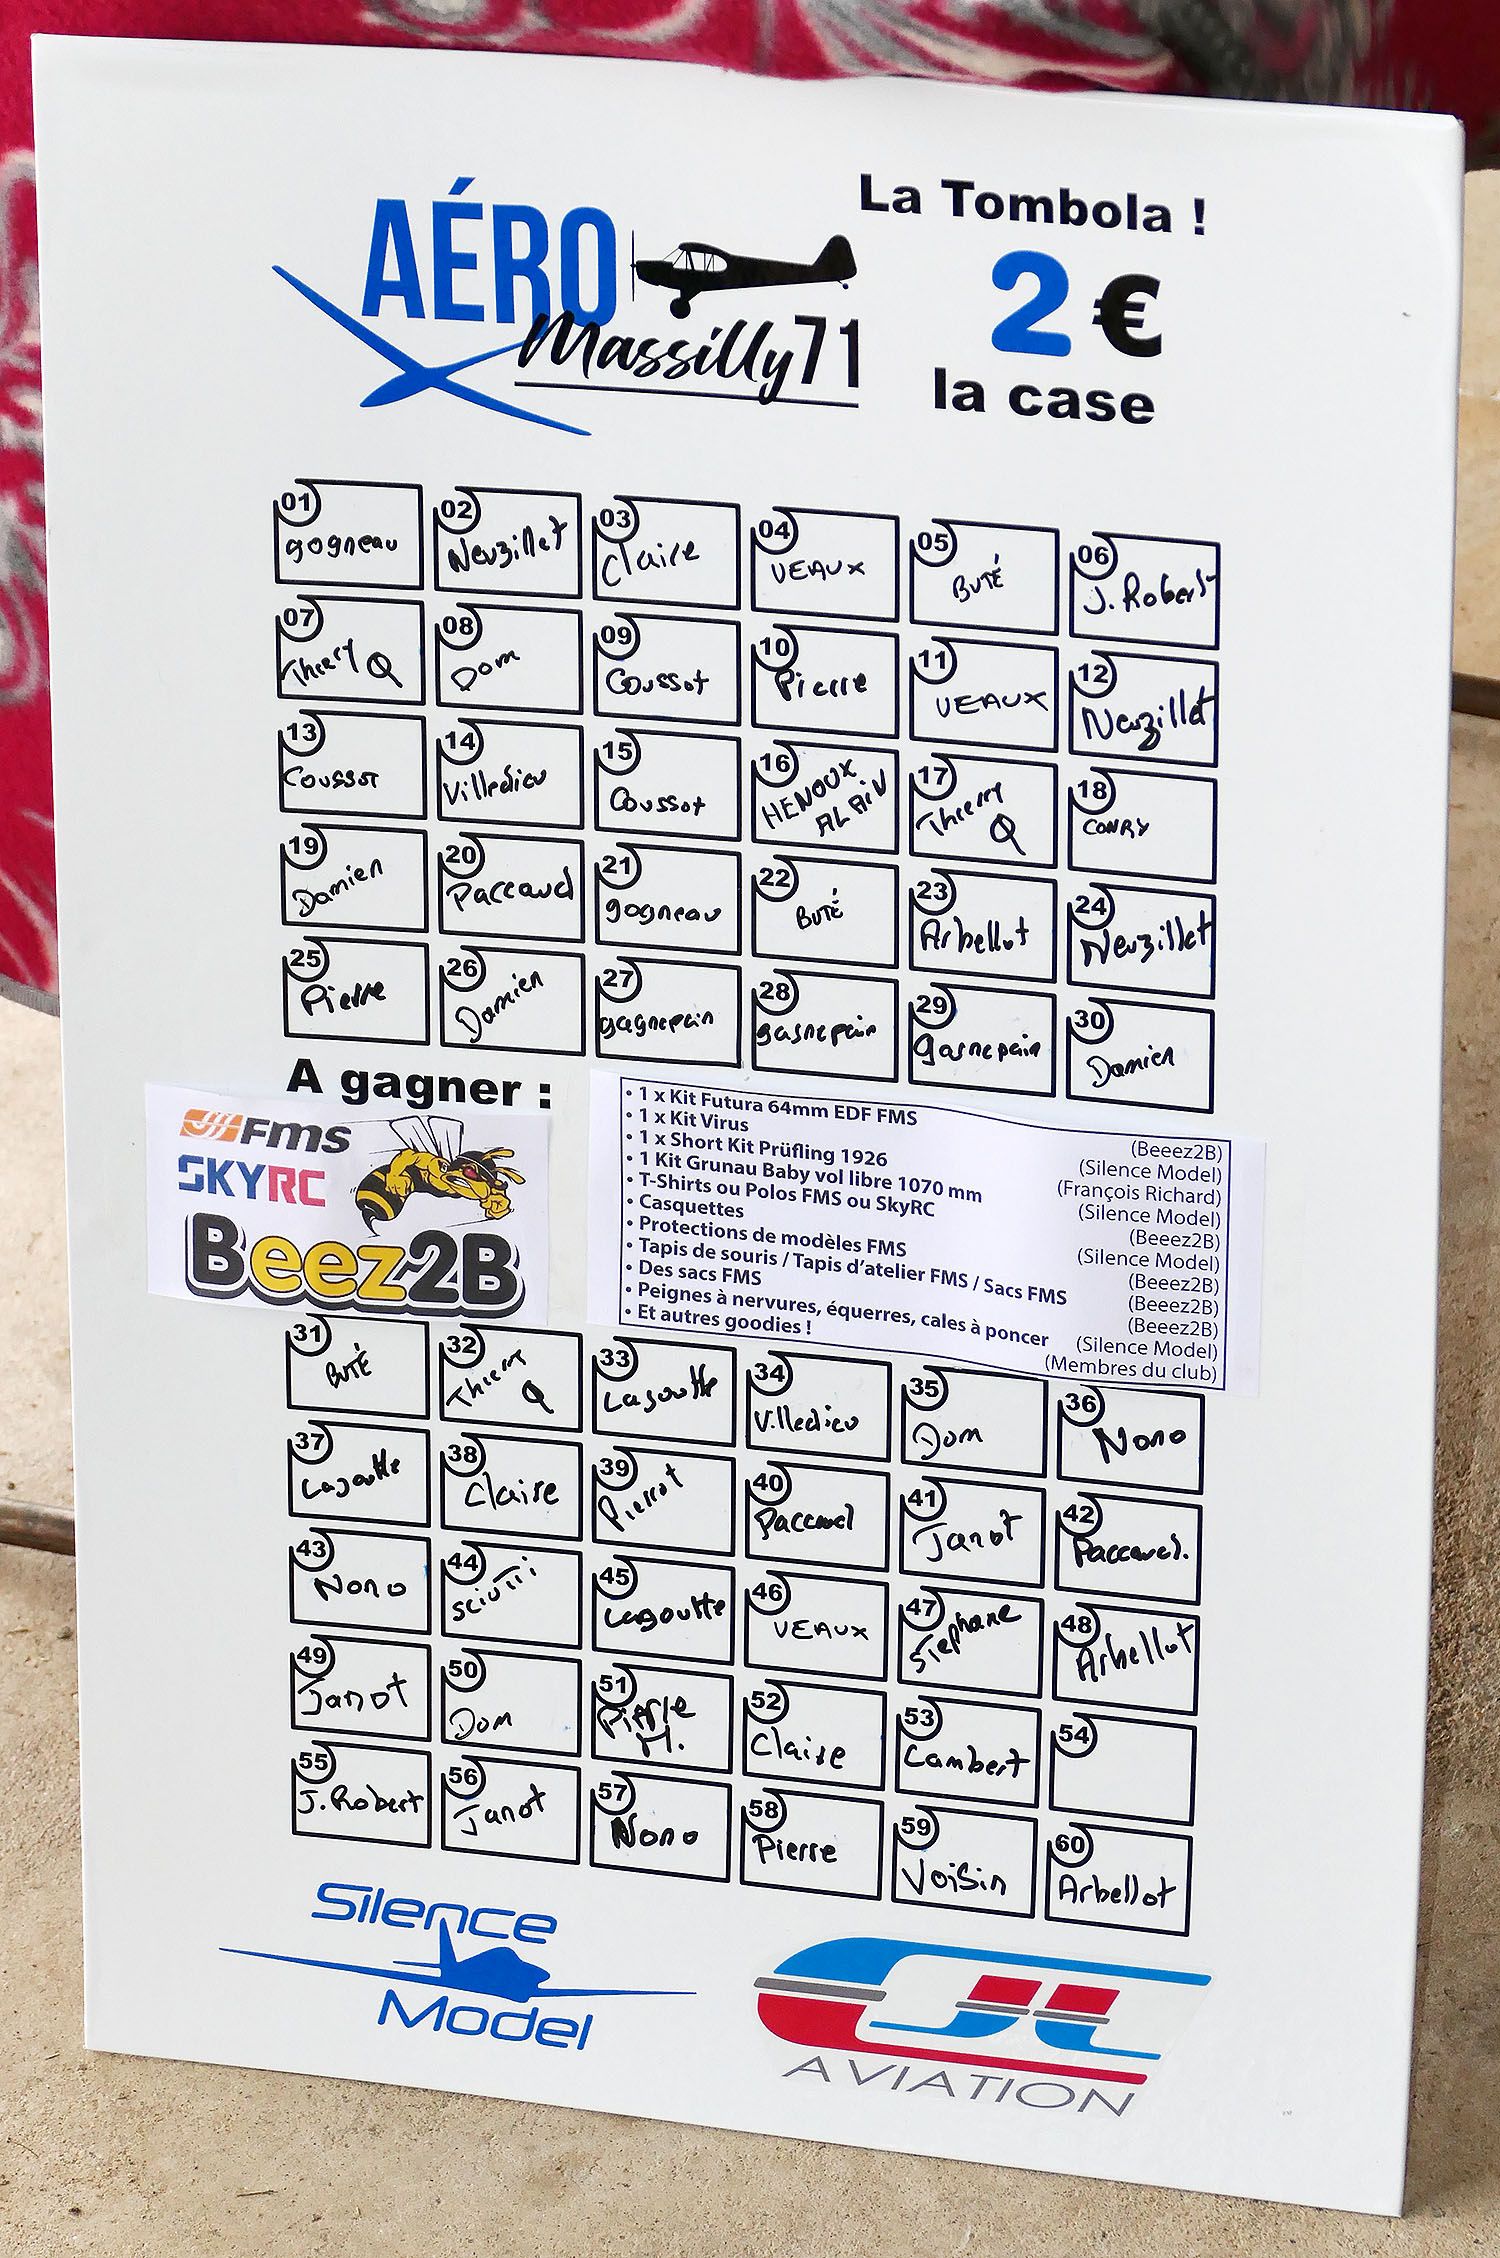 AÉRO
Massilly71
La Tombola !
2 €
la case
01 gogneau
02 Neuzillet
03 Claire
04 VEAUX
05 BUTÉ
06 J. Robert
07 Thierry Q
08 Dom
09 Coussot
10 Pierre
11 VEAUX
12 Neuzillet
13 Coussot
14 Villedieu
15 Coussot
16 HENOUX ALAIN
17 Thierry Q
18 CONRY
19 Damien
20 Paccaud
21 gogneau
22 BUTÉ
23 Arbellot
24 Neuzillet
25 Pierre
26 Damien
27 gagnepain
28 gagnepain
29 gagnepain
30 Damien
A gagner :
FMS
SKYRC
Beez2B
• 1 x Kit Futura 64mm EDF FMS (Beeez2B)
• 1 x Kit Virus (Silence Model)
• 1 x Short Kit Prüfling 1926 (François Richard)
• 1 Kit Grunau Baby vol libre 1070 mm (Silence Model)
• T-Shirts ou Polos FMS ou SkyRC (Beeez2B)
• Casquettes (Silence Model)
• Protections de modèles FMS (Beeez2B)
• Tapis de souris / Tapis d'atelier FMS / Sacs FMS (Beeez2B)
• Des sacs FMS (Beeez2B)
• Peignes à nervures, équerres, cales à poncer (Silence Model)
• Et autres goodies ! (Membres du club)
31 BUTÉ
32 Thierry Q
33 Lagoutte
34 Villedieu
35 Dom
36 Nono
37 Lagoutte
38 Claire
39 Pierrot
40 Paccaud
41 Janot
42 Paccaud.
43 Nono
44 sciutti
45 Lagoutte
46 VEAUX
47 Stephane
48 Arbellot
49 Janot
50 Dom
51 Pierre M.
52 Claire
53 Lambert
54
55 J. Robert
56 Janot
57 Nono
58 Pierre
59 Voisin
60 Arbellot
Silence
Model
AVIATION